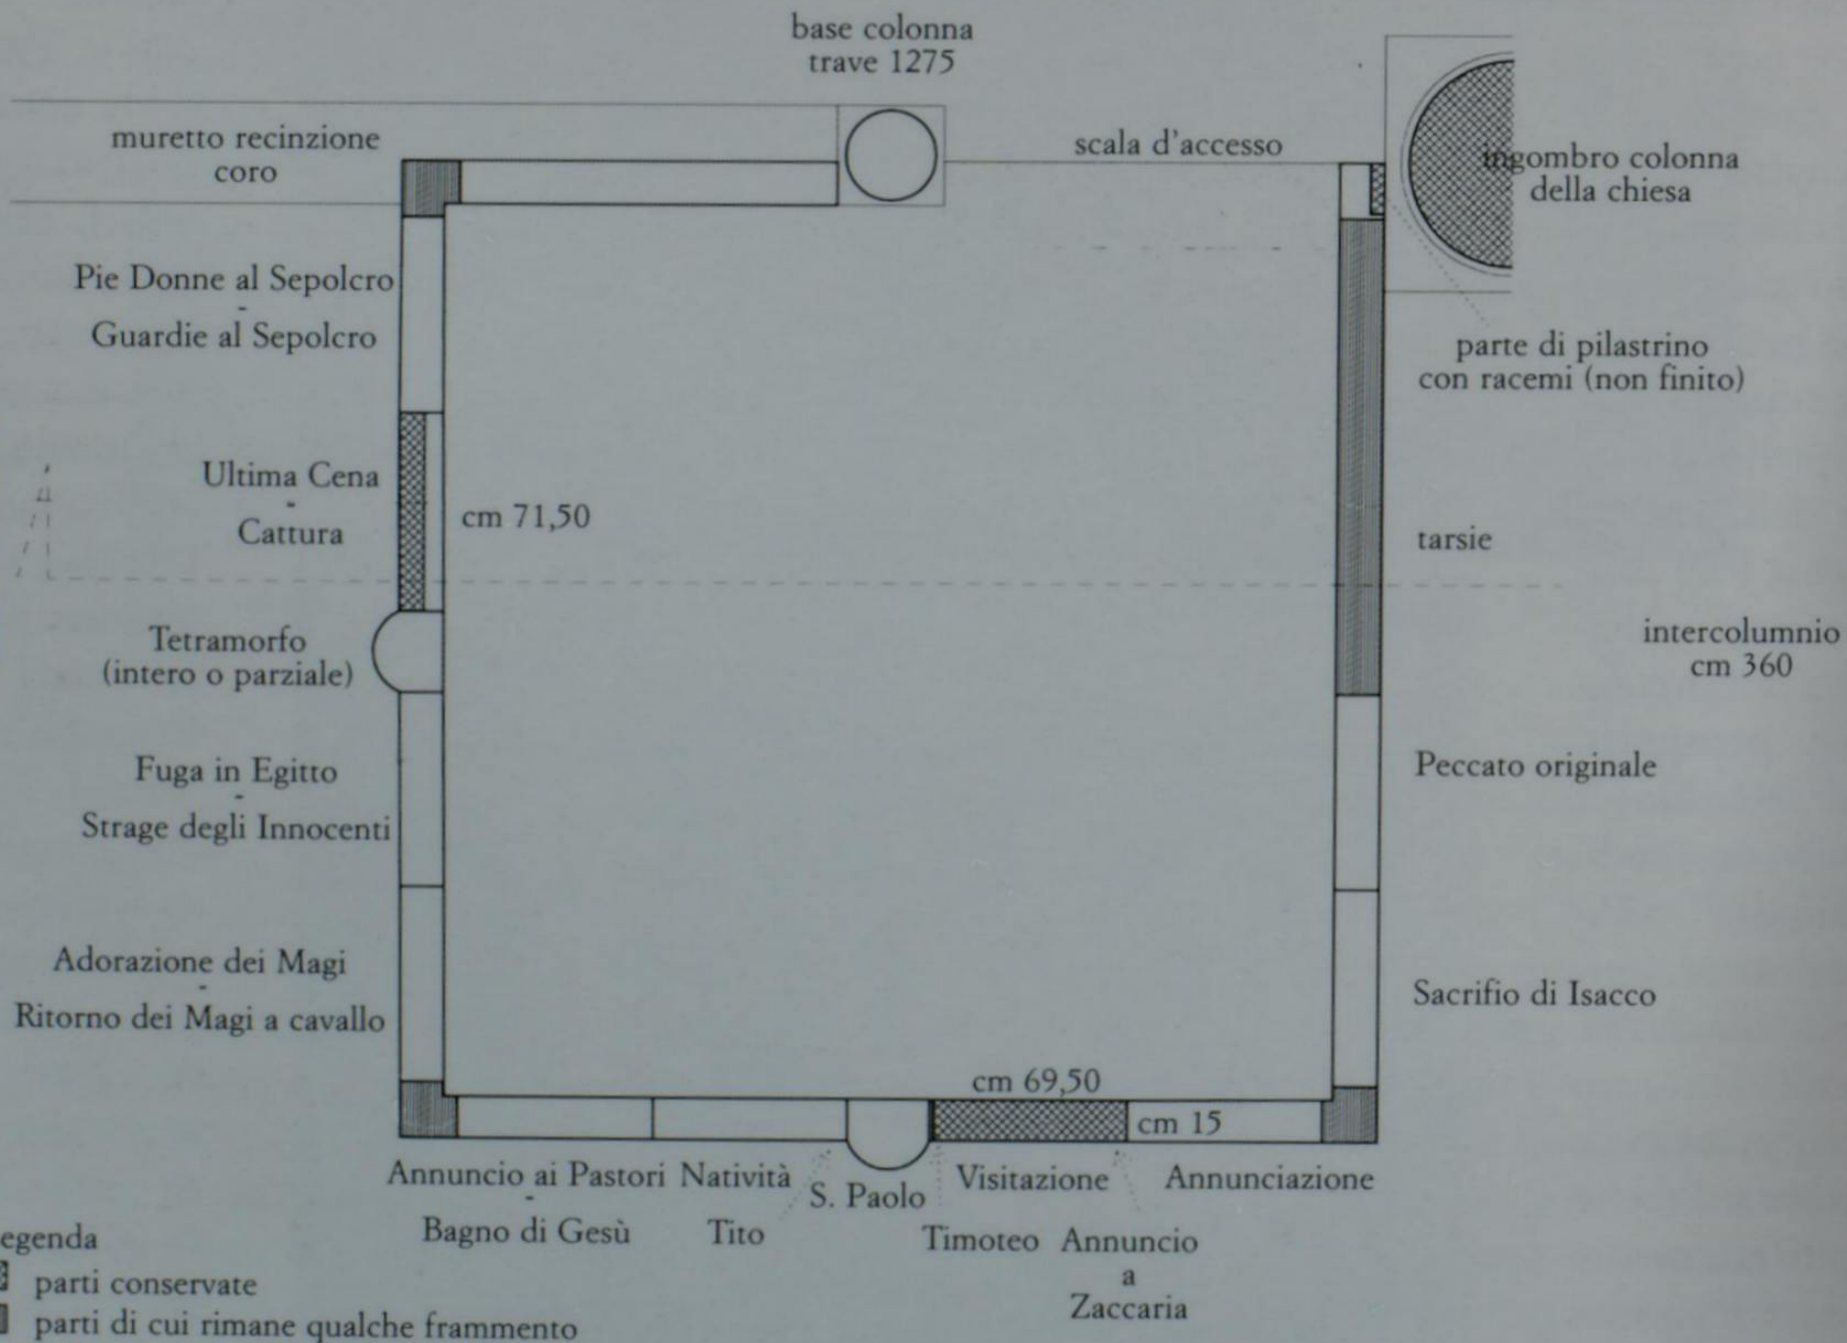 base colonna
trave 1275
muretto recinzione
coro
scala d'accesso
ingombro colonna
della chiesa
Pie Donne al Sepolcro
-
Guardie al Sepolcro
parte di pilastrino
con racemi (non finito)
Ultima Cena
-
Cattura
cm 71,50
tarsie
Tetramorfo
(intero o parziale)
intercolumnio
cm 360
Fuga in Egitto
-
Strage degli Innocenti
Peccato originale
Adorazione dei Magi
-
Ritorno dei Magi a cavallo
Sacrifio di Isacco
cm 69,50
cm 15
Annuncio ai Pastori
-
Bagno di Gesù
Natività
Tito
S. Paolo
Visitazione
Timoteo
Annunciazione
Annuncio
a
Zaccaria
egenda
parti conservate
parti di cui rimane qualche frammento